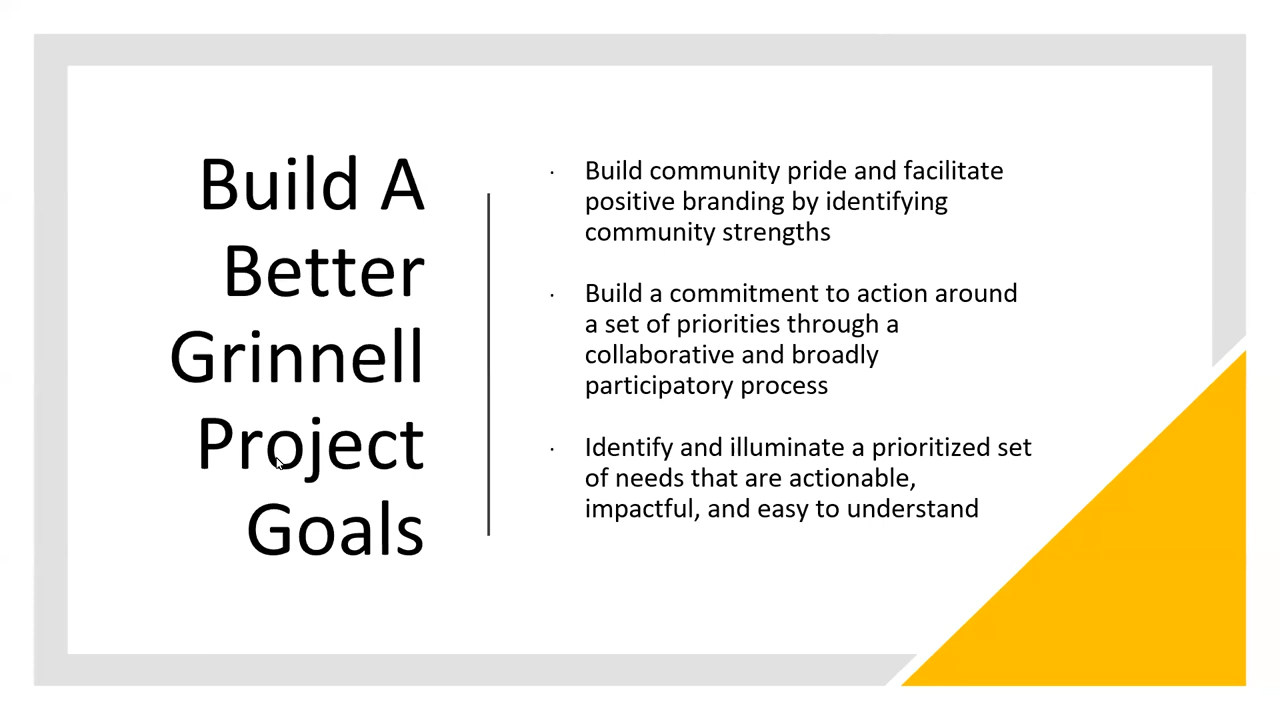 Build A
Better
Grinnell
Project
Goals
· Build community pride and facilitate
positive branding by identifying
community strengths
· Build a commitment to action around
a set of priorities through a
collaborative and broadly
participatory process
· Identify and illuminate a prioritized set
of needs that are actionable,
impactful, and easy to understand